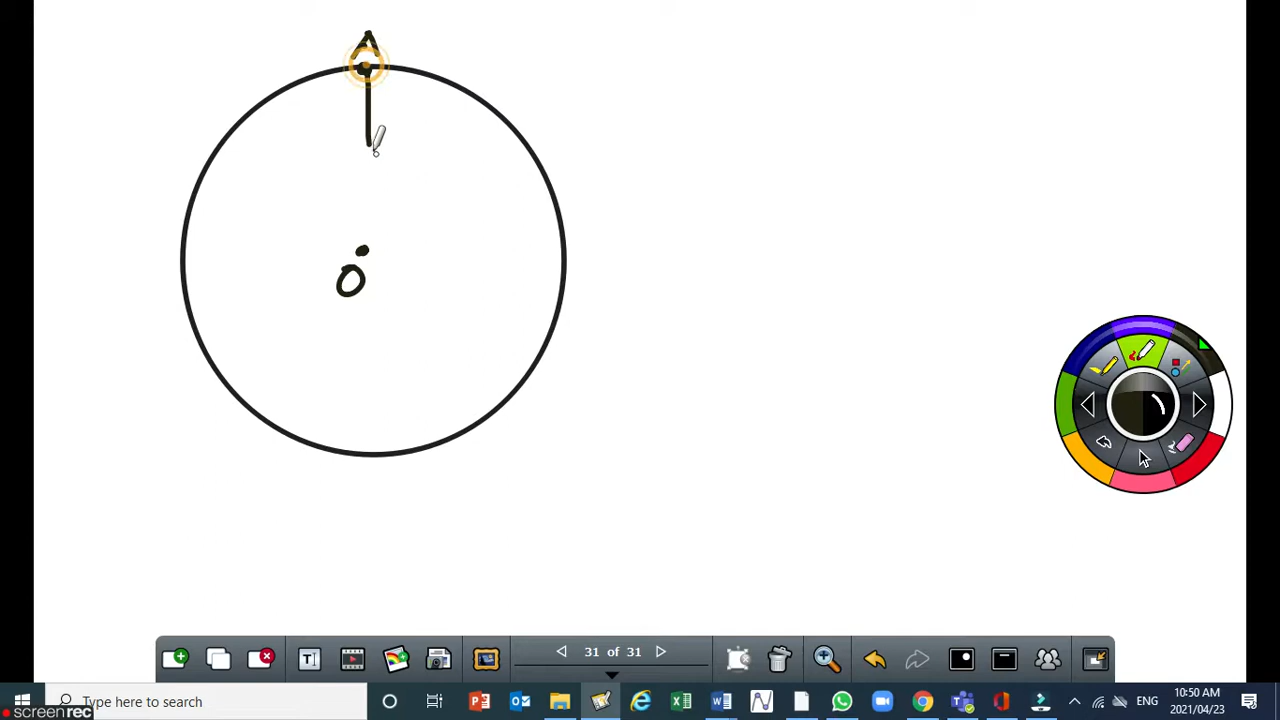 A
O
31 of 31
Type here to search
ENG
10:50 AM
2021/04/23
screenrec